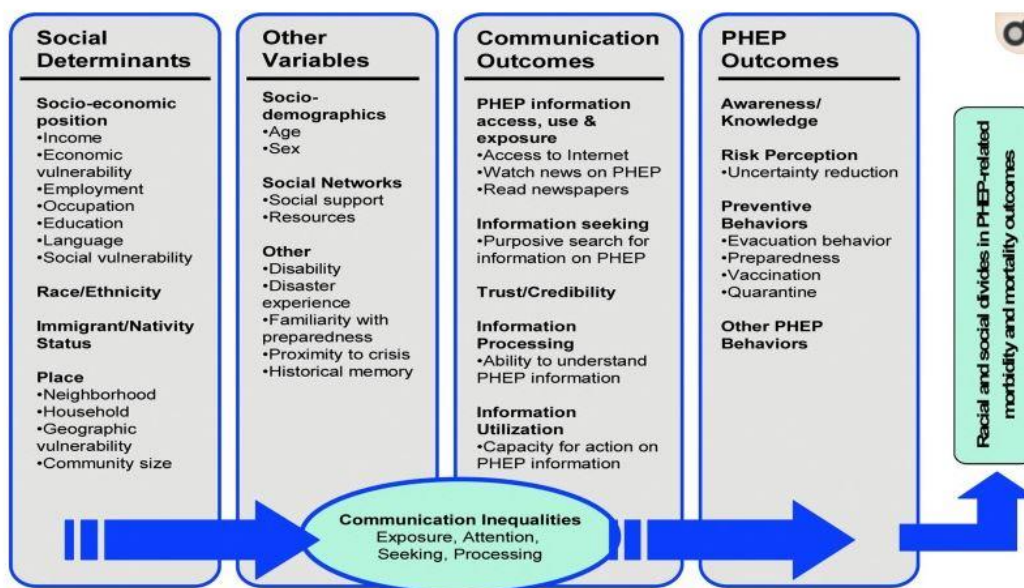 Social
Determinants
Socio-economic
position
•Income
•Economic
vulnerability
•Employment
•Occupation
•Education
•Language
•Social vulnerability
Race/Ethnicity
Immigrant/Nativity
Status
Place
•Neighborhood
•Household
•Geographic
vulnerability
•Community size
Other
Variables
Socio-
demographics
•Age
•Sex
Social Networks
•Social support
•Resources
Other
•Disability
•Disaster
experience
•Familiarity with
preparedness
•Proximity to crisis
•Historical memory
Communication
Outcomes
PHEP information
access, use &
exposure
•Access to Internet
•Watch news on PHEP
•Read newspapers
Information seeking
•Purposive search for
information on PHEP
Trust/Credibility
Information
Processing
•Ability to understand
PHEP information
Information
Utilization
•Capacity for action on
PHEP information
PHEP
Outcomes
Awareness/
Knowledge
Risk Perception
•Uncertainty reduction
Preventive
Behaviors
•Evacuation behavior
•Preparedness
•Vaccination
•Quarantine
Other PHEP
Behaviors
Communication Inequalities
Exposure, Attention,
Seeking, Processing
Racial and social divides in PHEP-related
morbidity and mortality outcomes